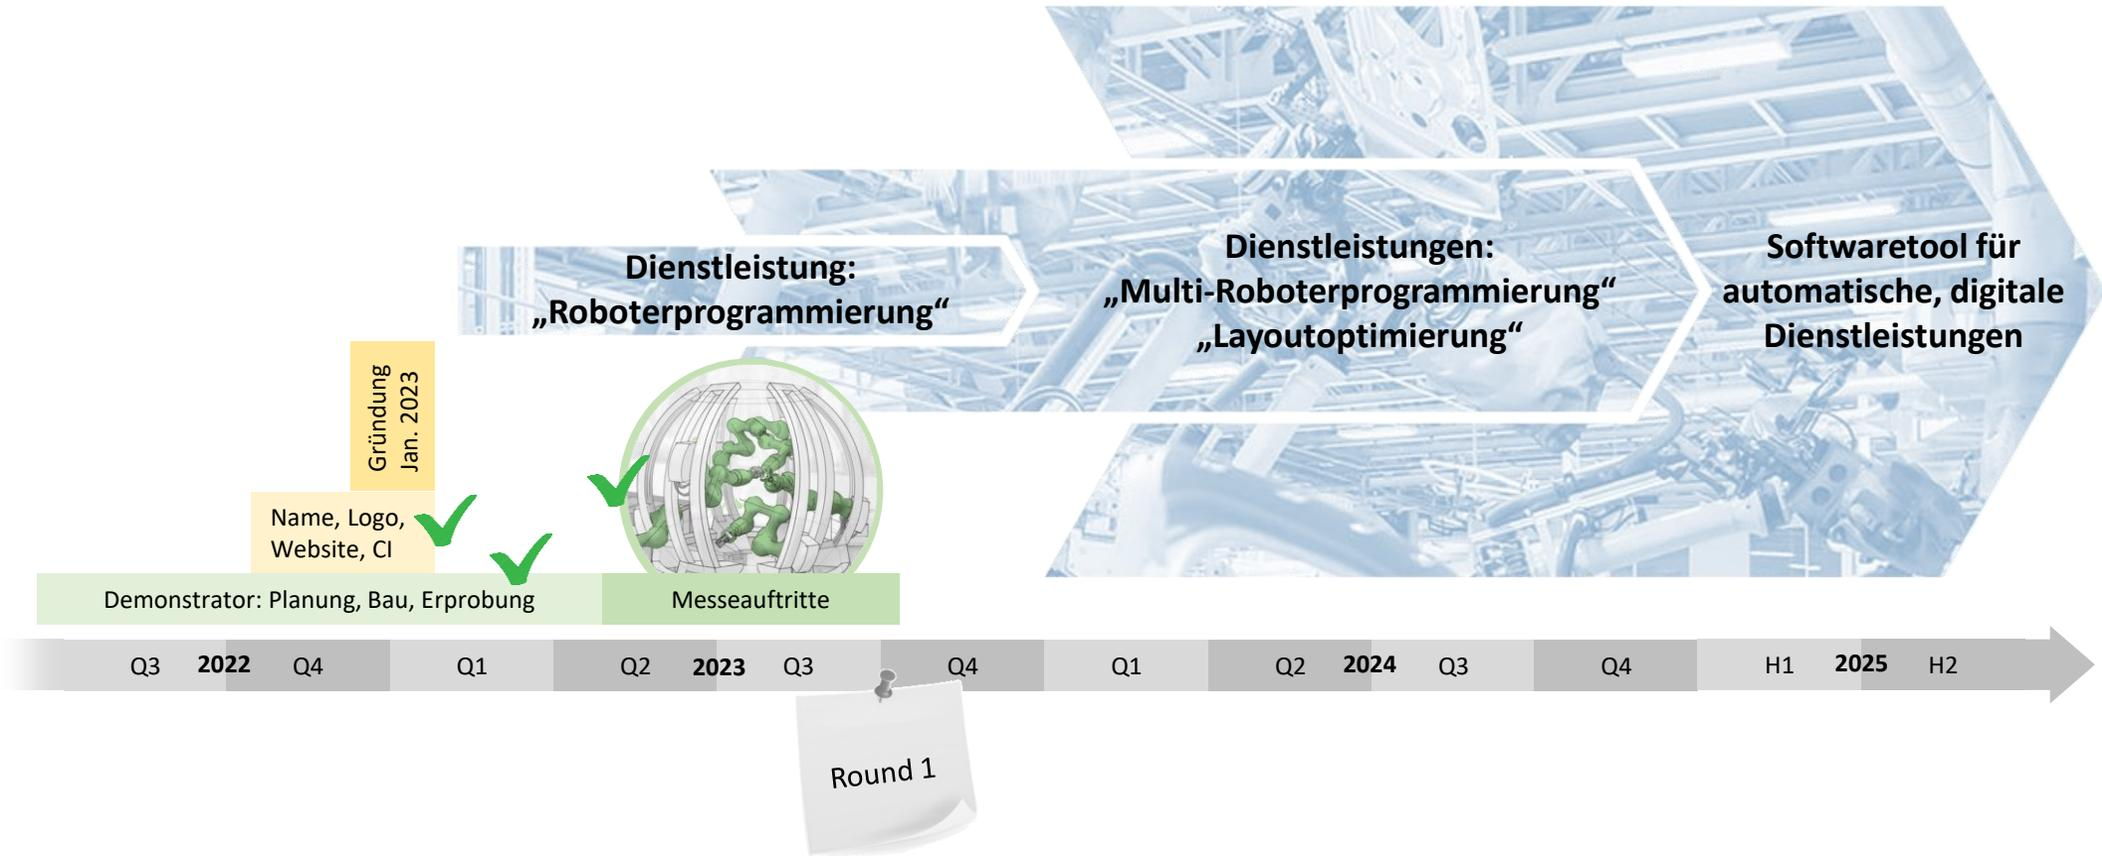 Dienstleistung:
„Roboterprogrammierung“
Dienstleistungen:
„Multi-Roboterprogrammierung“
„Layoutoptimierung“
Softwaretool für
automatische, digitale
Dienstleistungen
Gründung
Jan. 2023
Name, Logo,
Website, CI
Demonstrator: Planung, Bau, Erprobung
Messeauftritte
Q3 2022 Q4 Q1 Q2 2023 Q3 Q4 Q1 Q2 2024 Q3 Q4 H1 2025 H2
Round 1